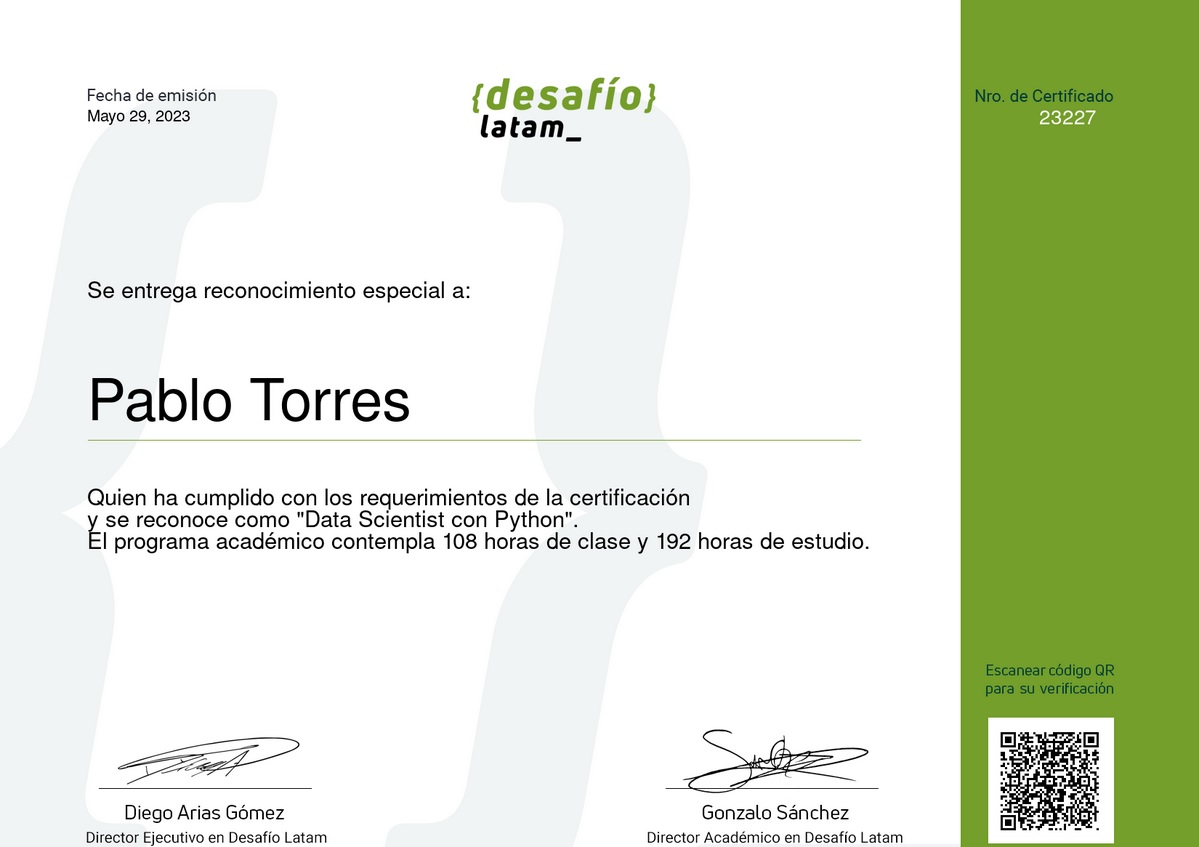 Fecha de emisión
Mayo 29, 2023
{desafío}
latam_
Nro. de Certificado
23227
Se entrega reconocimiento especial a:
Pablo Torres
Quien ha cumplido con los requerimientos de la certificación
y se reconoce como "Data Scientist con Python".
El programa académico contempla 108 horas de clase y 192 horas de estudio.
Escanear código QR
para su verificación
Diego Arias Gómez
Director Ejecutivo en Desafío Latam
Gonzalo Sánchez
Director Académico en Desafío Latam